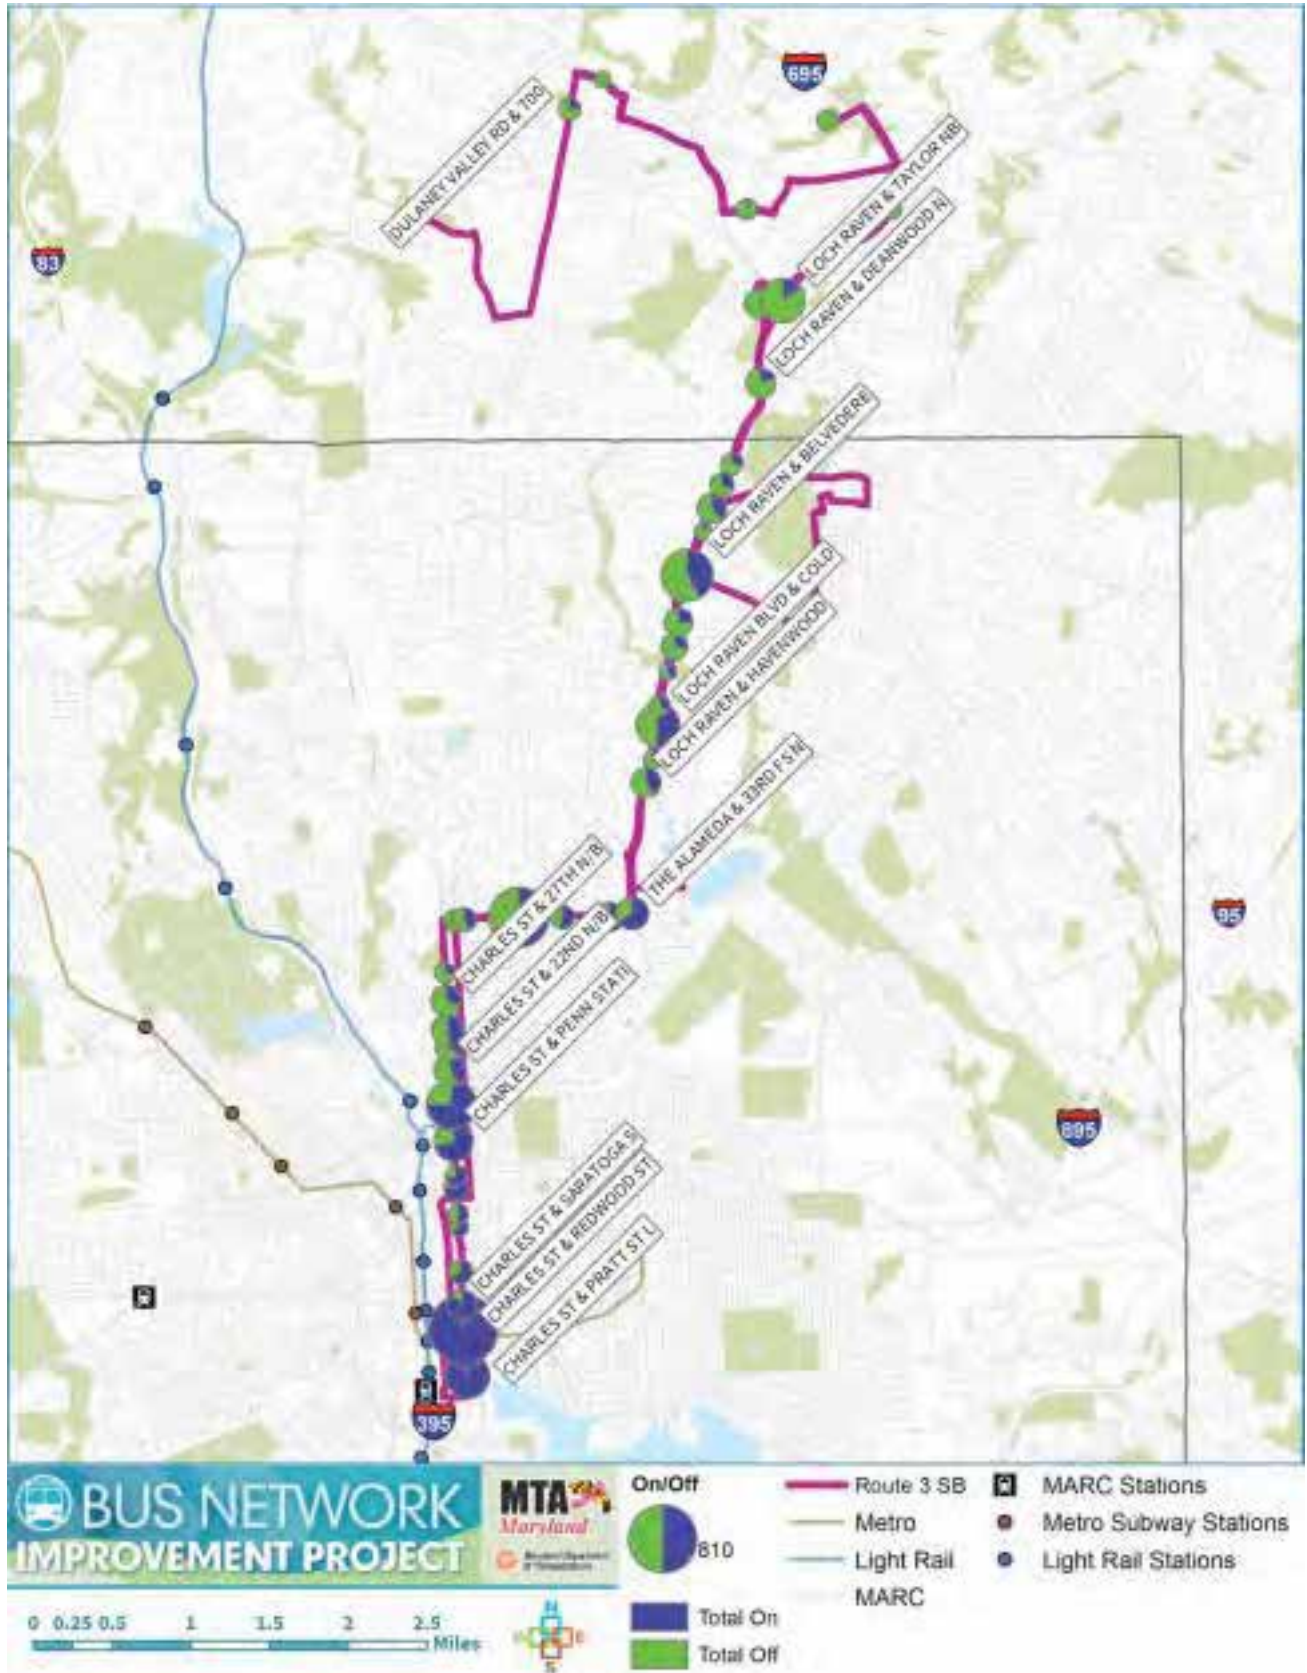 695
DULANEY VALLEY RD & 700
LOCH RAVEN & TAYLOR NB
LOCH RAVEN & DEANWOOD N
83
LOCH RAVEN & BELVEDERE
LOCH RAVEN BLVD & COLD
LOCH RAVEN & HAVENWOOD
THE ALAMEDA & 33RD FS N
CHARLES ST & 27TH N/B
CHARLES ST & 22ND N/B
95
CHARLES ST & PENN STATI
895
CHARLES ST & SARATOGA S
CHARLES ST & REDWOOD ST
CHARLES ST & PRATT ST L
395
BUS NETWORK
IMPROVEMENT PROJECT
MTA
Maryland
On/Off
810
Total On
Total Off
Route 3 SB
Metro
Light Rail
MARC
MARC Stations
Metro Subway Stations
Light Rail Stations
0 0.25 0.5 1 1.5 2 2.5
Miles
N
E
S